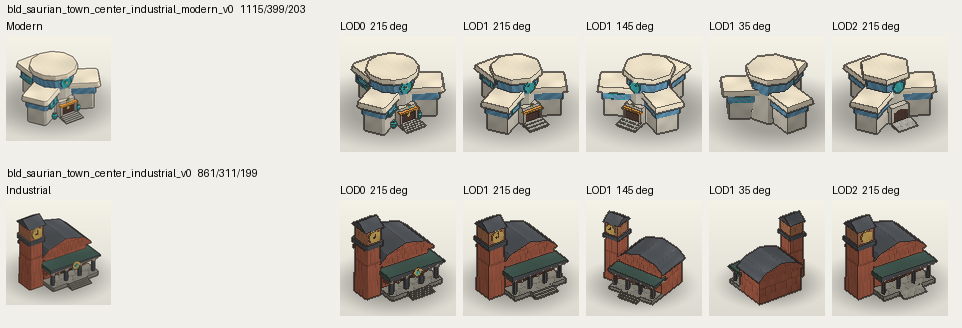 bld_saurian_town_center_industrial_modern_v0 1115/399/203
Modern
LOD0 215 deg
LOD1 215 deg
LOD1 145 deg
LOD1 35 deg
LOD2 215 deg
bld_saurian_town_center_industrial_v0 861/311/199
Industrial
LOD0 215 deg
LOD1 215 deg
LOD1 145 deg
LOD1 35 deg
LOD2 215 deg